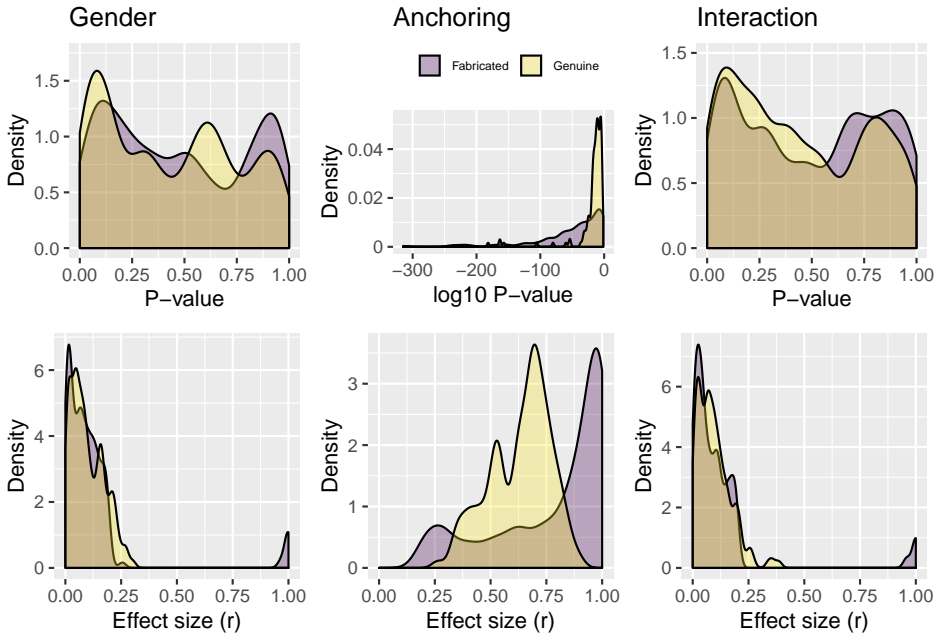 Gender
Anchoring
Interaction
Fabricated
Genuine
Density
1.5
1.0
0.5
0.0
0.00 0.25 0.50 0.75 1.00
P−value
Density
0.04
0.02
0
−300 −200 −100 0
log10 P−value
Density
1.5
1.0
0.5
0.0
0.00 0.25 0.50 0.75 1.00
P−value
Density
6
4
2
0
0.00 0.25 0.50 0.75 1.00
Effect size (r)
Density
3
2
1
0
0.00 0.25 0.50 0.75 1.00
Effect size (r)
Density
6
4
2
0
0.00 0.25 0.50 0.75 1.00
Effect size (r)